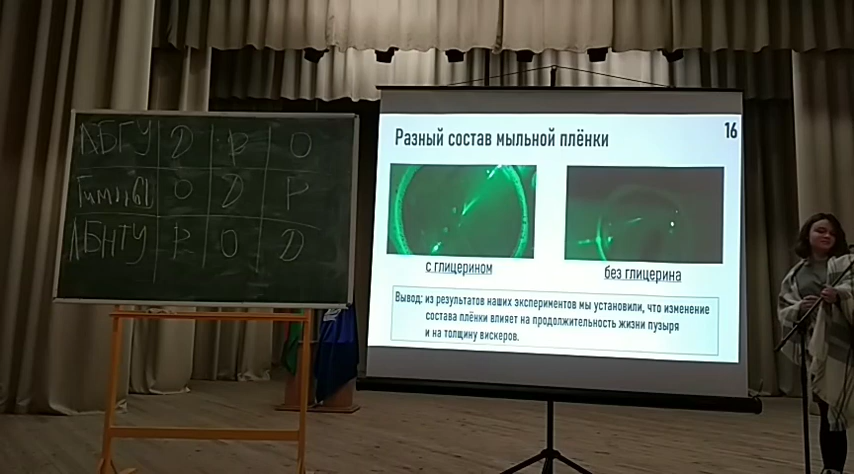 ЛБГУ Д Р О
Гимн№1 О Д Р
ЛБНТУ Р О Д
16
Разный состав мыльной плёнки
с глицерином
без глицерина
Вывод: из результатов наших экспериментов мы установили, что изменение
состава плёнки влияет на продолжительность жизни пузыря
и на толщину вискеров.